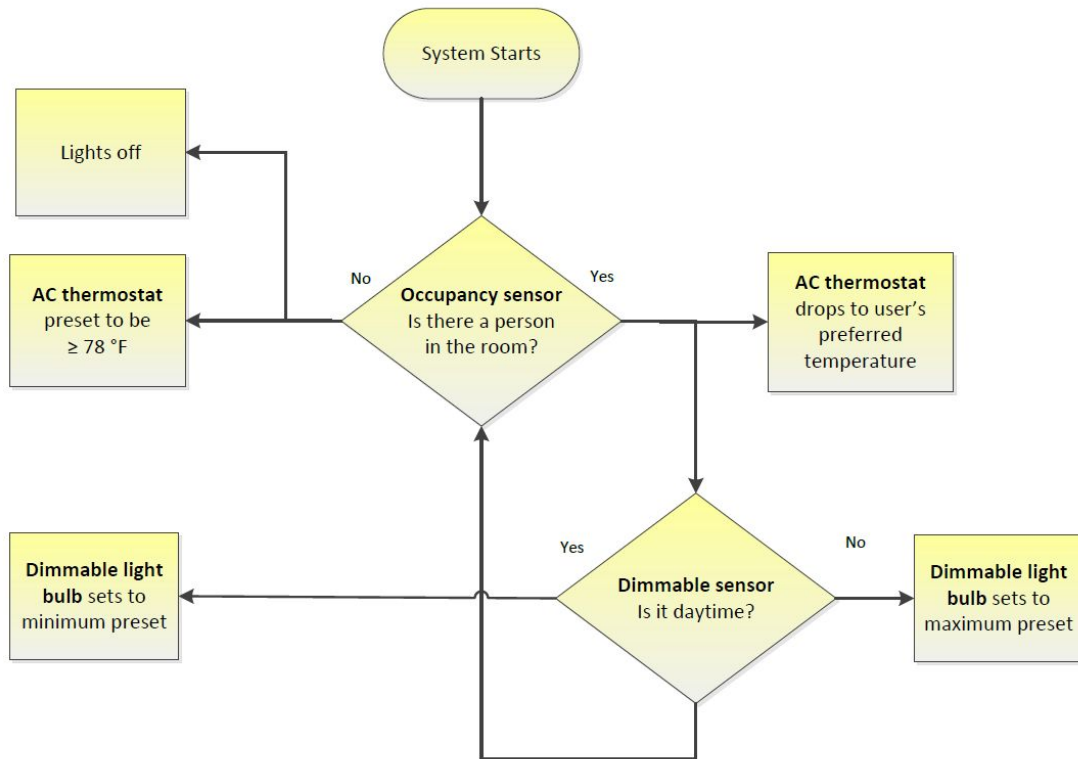 System Starts
Lights off
No
Yes
AC thermostat
preset to be
≥ 78 °F
Occupancy sensor
Is there a person
in the room?
AC thermostat
drops to user's
preferred
temperature
Yes
No
Dimmable light
bulb sets to
minimum preset
Dimmable sensor
Is it daytime?
Dimmable light
bulb sets to
maximum preset